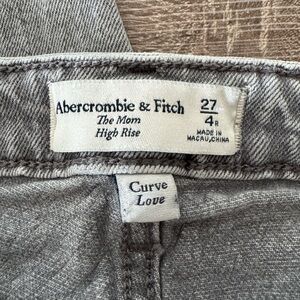 Abercrombie & Fitch
The Mom
High Rise
27
4R
MADE IN
MACAU,CHINA
Curve
Love